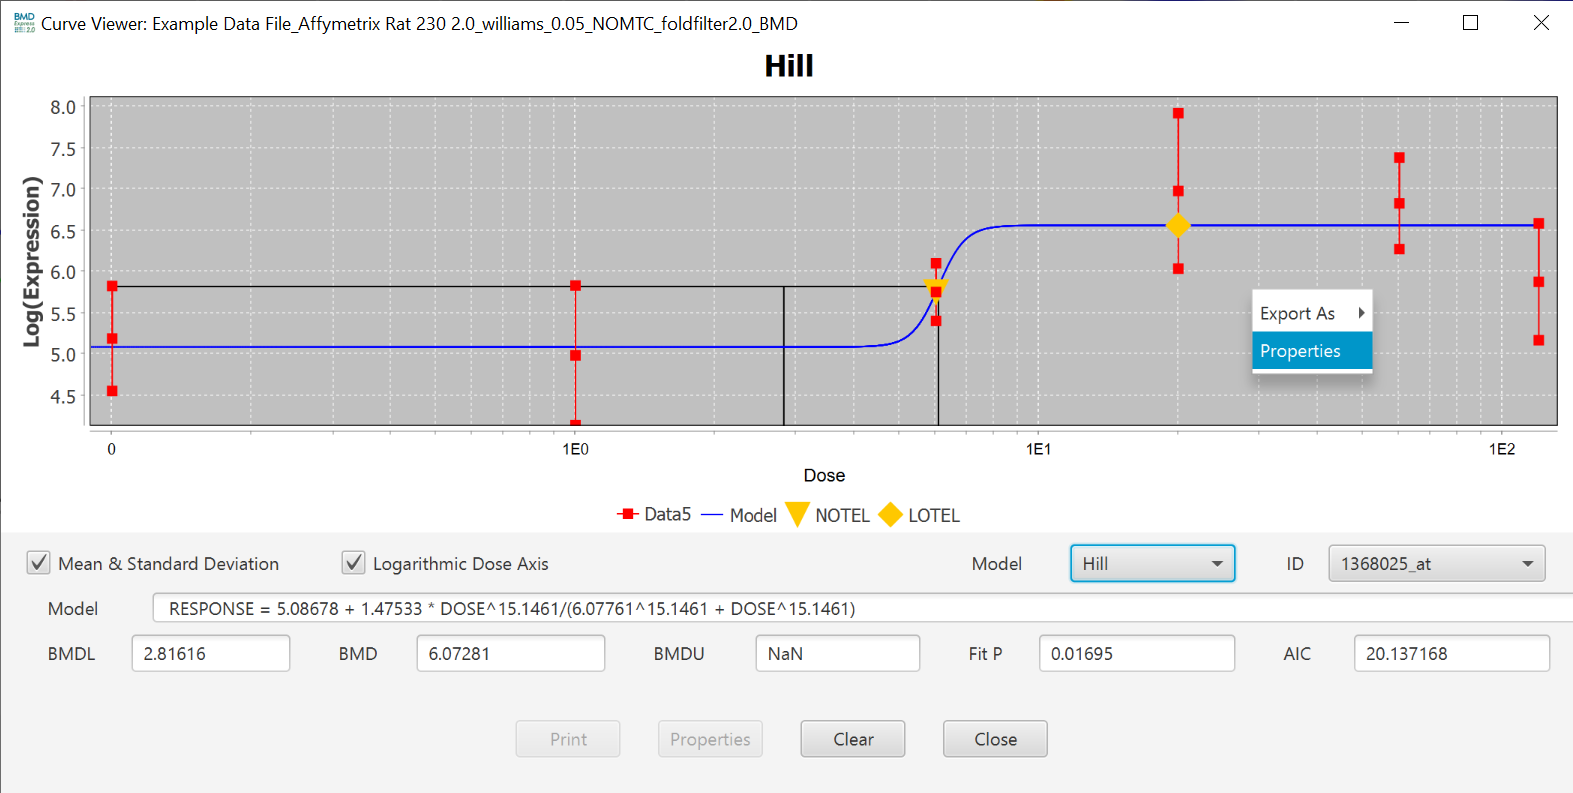 BMD
Express
2.0
Curve Viewer: Example Data File_Affymetrix Rat 230 2.0_williams_0.05_NOMTC_foldfilter2.0_BMD
Hill
Log(Expression)
8.0
7.5
7.0
6.5
6.0
5.5
5.0
4.5
Export As
Properties
0 1E0 1E1 1E2
Dose
Data5 Model NOTEL LOTEL
Mean & Standard Deviation Logarithmic Dose Axis Model Hill ID 1368025_at
Model RESPONSE = 5.08678 + 1.47533 * DOSE^15.1461/(6.07761^15.1461 + DOSE^15.1461)
BMDL 2.81616 BMD 6.07281 BMDU NaN Fit P 0.01695 AIC 20.137168
Print Properties Clear Close